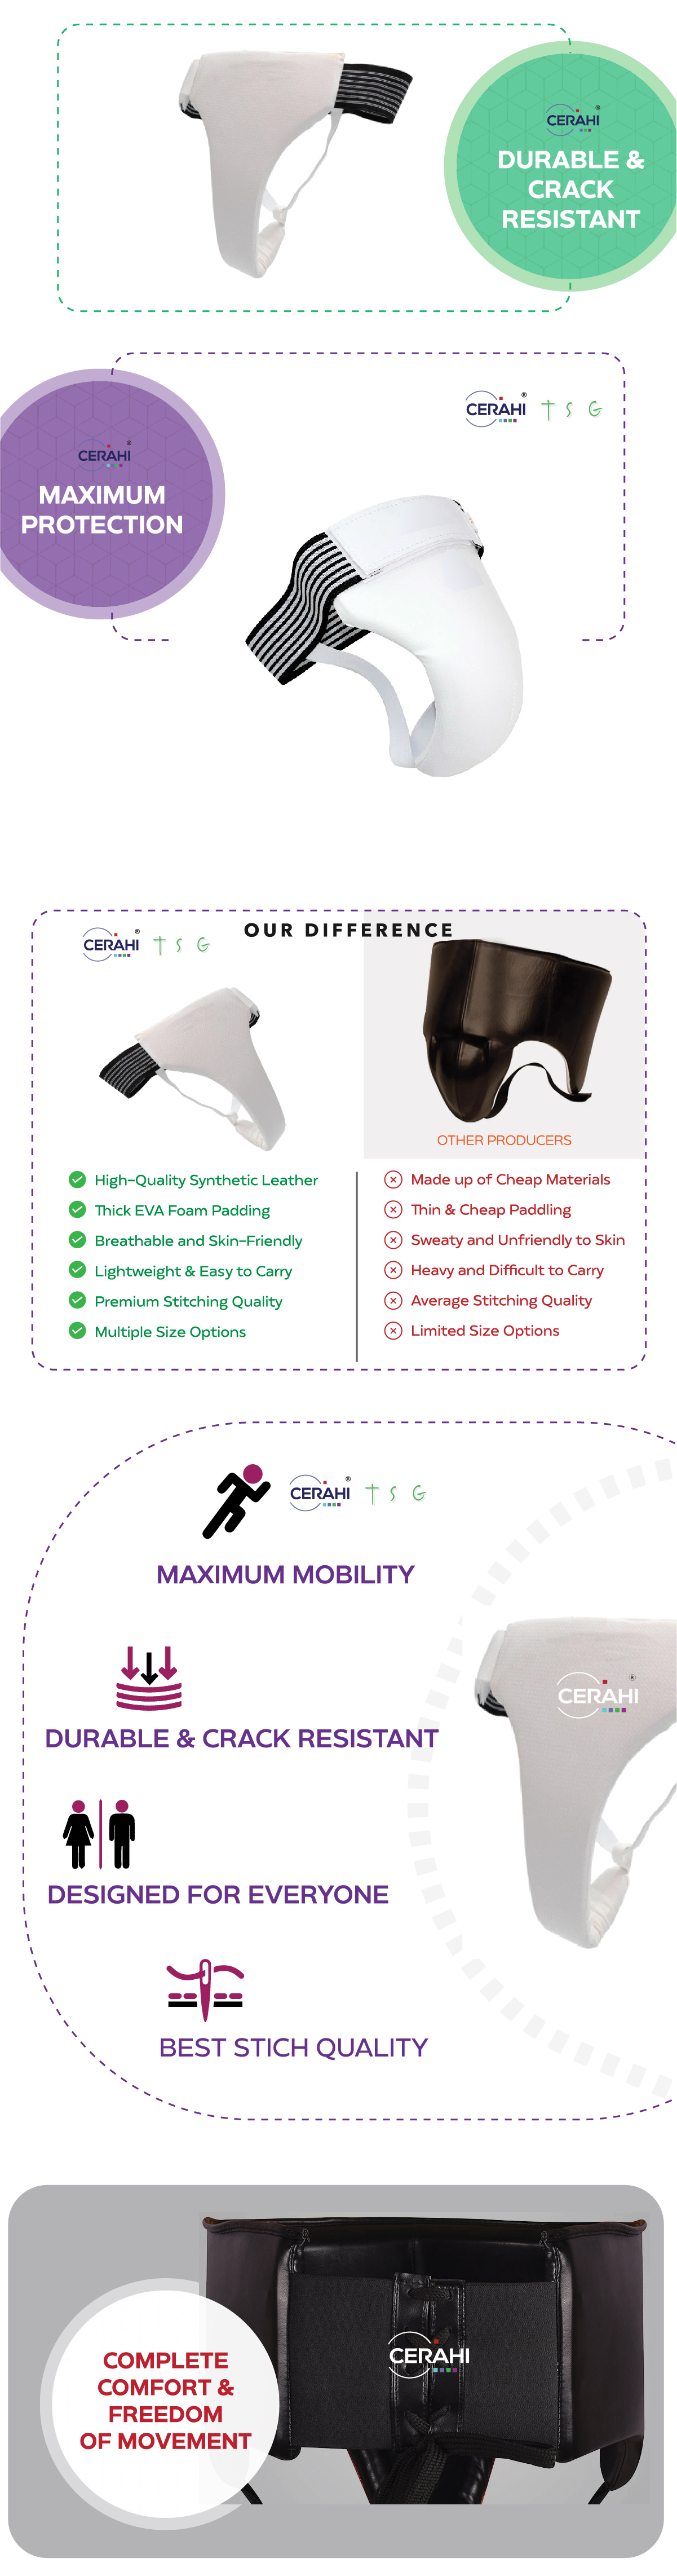 CERAHI ®
DURABLE &
CRACK
RESISTANT
CERAHI ®
MAXIMUM
PROTECTION
CERAHI ® T S G
OUR DIFFERENCE
CERAHI ® T S G
OTHER PRODUCERS
High-Quality Synthetic Leather
Thick EVA Foam Padding
Breathable and Skin-Friendly
Lightweight & Easy to Carry
Premium Stitching Quality
Multiple Size Options
Made up of Cheap Materials
Thin & Cheap Paddling
Sweaty and Unfriendly to Skin
Heavy and Difficult to Carry
Average Stitching Quality
Limited Size Options
CERAHI ® T S G
MAXIMUM MOBILITY
CERAHI ®
DURABLE & CRACK RESISTANT
DESIGNED FOR EVERYONE
BEST STICH QUALITY
CERAHI
COMPLETE
COMFORT &
FREEDOM
OF MOVEMENT